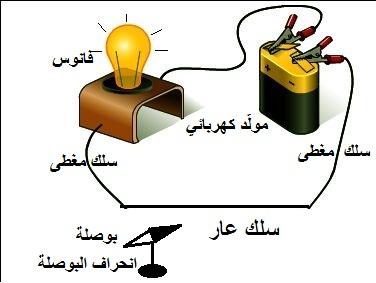 فانوس
مولّد كهربائي
سلك مغطى
سلك مغطى
سلك عار
بوصلة
انحراف البوصلة